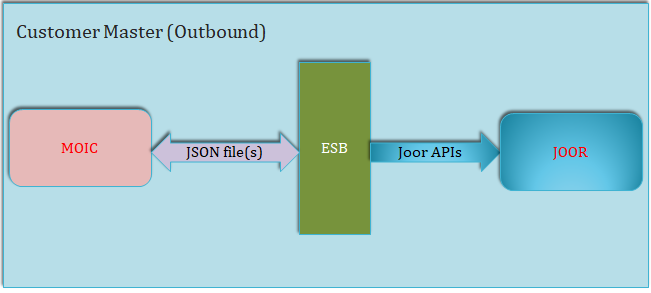 Customer Master (Outbound)
MOIC
JSON file(s)
ESB
Joor APIs
JOOR